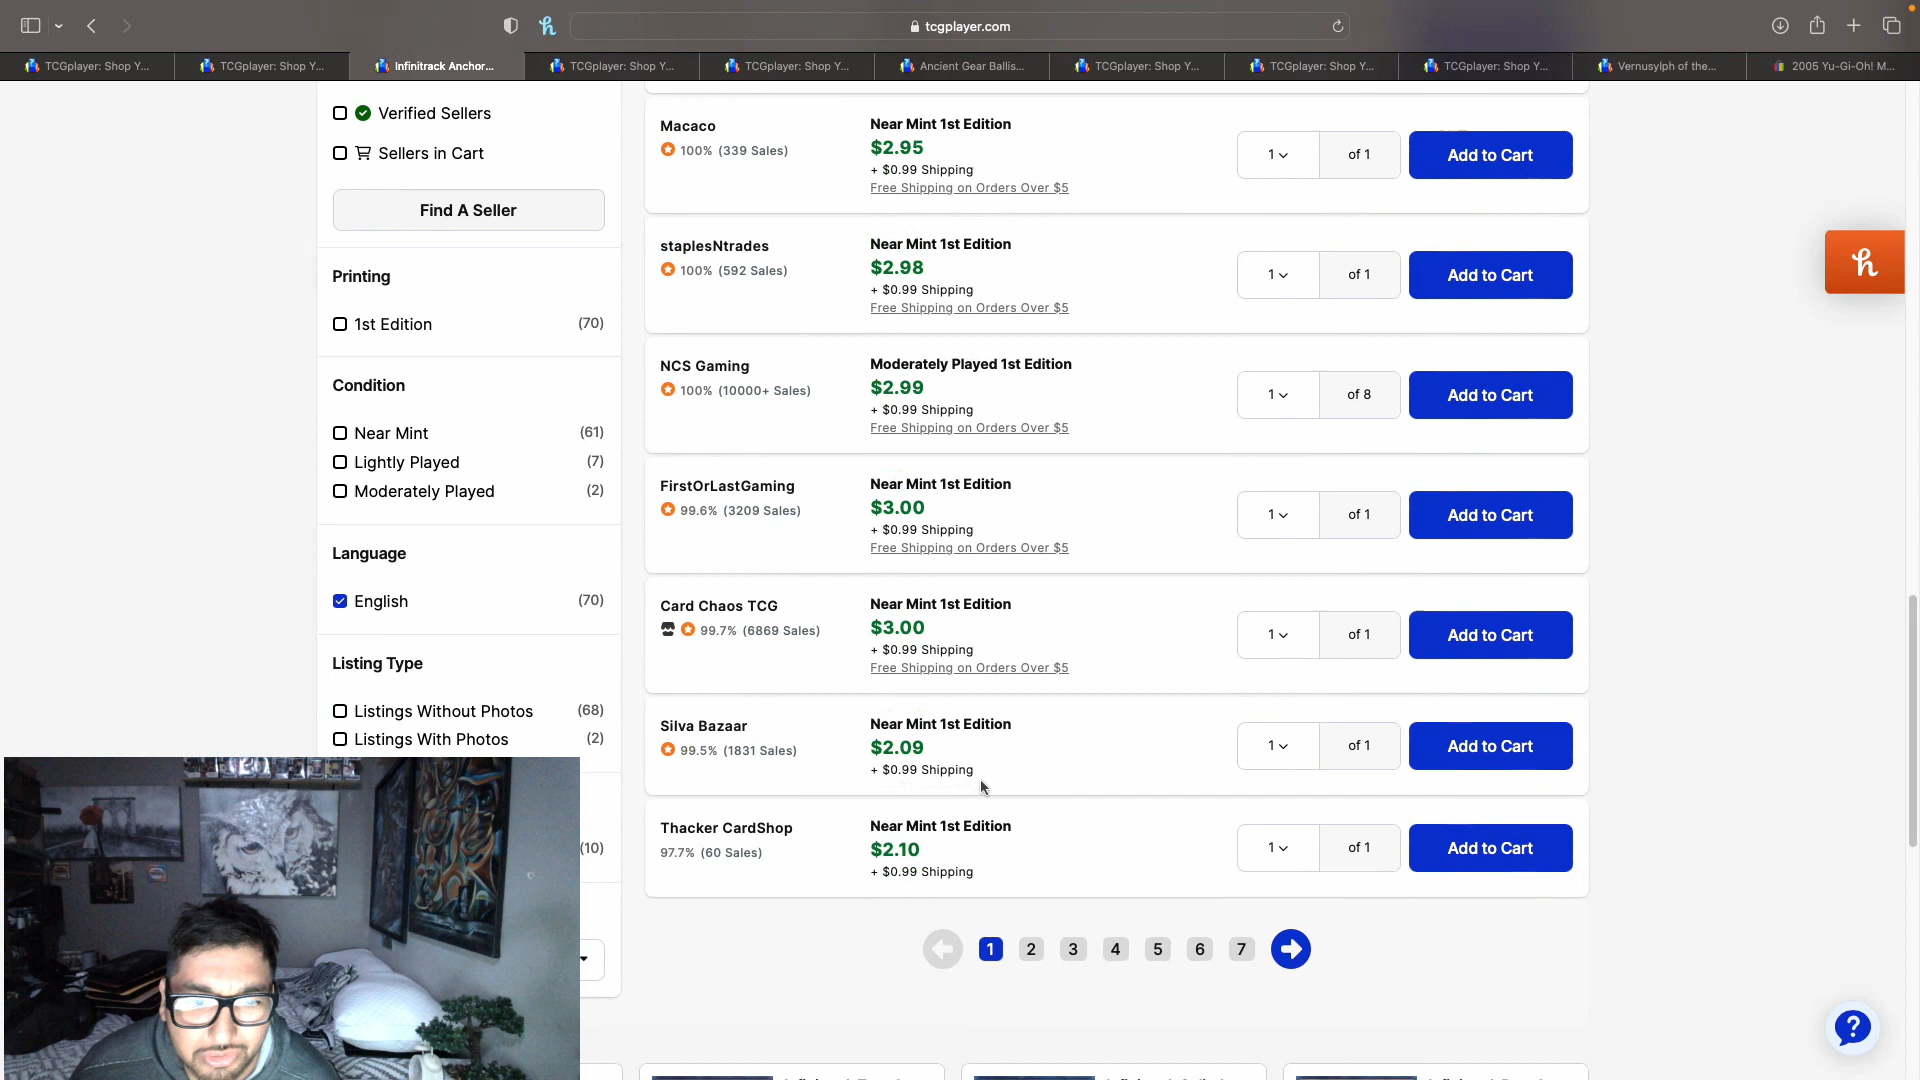 tcgplayer.com
TCGplayer: Shop Y...
TCGplayer: Shop Y...
Infinitrack Anchor...
TCGplayer: Shop Y...
TCGplayer: Shop Y...
Ancient Gear Ballis...
TCGplayer: Shop Y...
TCGplayer: Shop Y...
TCGplayer: Shop Y...
Vernusylph of the...
2005 Yu-Gi-Oh! M...
Verified Sellers
Sellers in Cart
Find A Seller
Printing
1st Edition (70)
Condition
Near Mint (61)
Lightly Played (7)
Moderately Played (2)
Language
English (70)
Listing Type
Listings Without Photos (68)
Listings With Photos (2)
(10)
Macaco
100% (339 Sales)
Near Mint 1st Edition
$2.95
+ $0.99 Shipping
Free Shipping on Orders Over $5
1 of 1
Add to Cart
staplesNtrades
100% (592 Sales)
Near Mint 1st Edition
$2.98
+ $0.99 Shipping
Free Shipping on Orders Over $5
1 of 1
Add to Cart
NCS Gaming
100% (10000+ Sales)
Moderately Played 1st Edition
$2.99
+ $0.99 Shipping
Free Shipping on Orders Over $5
1 of 8
Add to Cart
FirstOrLastGaming
99.6% (3209 Sales)
Near Mint 1st Edition
$3.00
+ $0.99 Shipping
Free Shipping on Orders Over $5
1 of 1
Add to Cart
Card Chaos TCG
99.7% (6869 Sales)
Near Mint 1st Edition
$3.00
+ $0.99 Shipping
Free Shipping on Orders Over $5
1 of 1
Add to Cart
Silva Bazaar
99.5% (1831 Sales)
Near Mint 1st Edition
$2.09
+ $0.99 Shipping
1 of 1
Add to Cart
Thacker CardShop
97.7% (60 Sales)
Near Mint 1st Edition
$2.10
+ $0.99 Shipping
1 of 1
Add to Cart
1 2 3 4 5 6 7
?